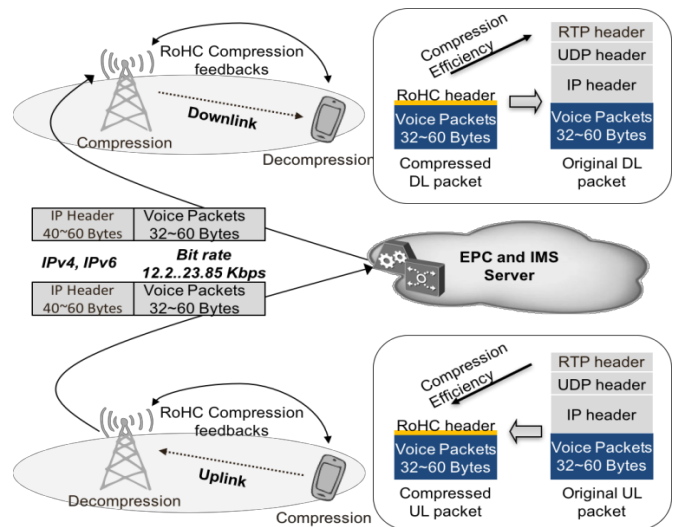 RoHC Compression
feedbacks
Compression
Downlink
Decompression
Compression
Efficiency
RoHC header
Voice Packets
32~60 Bytes
Compressed
DL packet
RTP header
UDP header
IP header
Voice Packets
32~60 Bytes
Original DL
packet
IP Header
40~60 Bytes
Voice Packets
32~60 Bytes
IPv4, IPv6
Bit rate
12.2..23.85 Kbps
IP Header
40~60 Bytes
Voice Packets
32~60 Bytes
EPC and IMS
Server
RoHC Compression
feedbacks
Decompression
Uplink
Compression
Compression
Efficiency
RoHC header
Voice Packets
32~60 Bytes
Compressed
UL packet
RTP header
UDP header
IP header
Voice Packets
32~60 Bytes
Original UL
packet